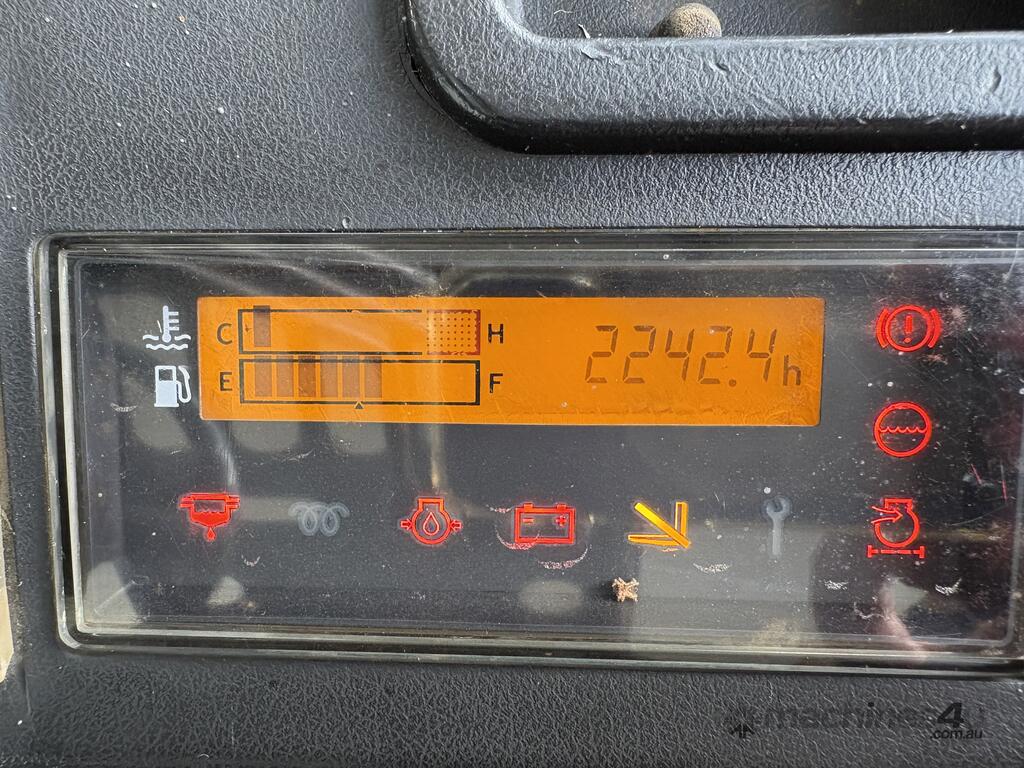 C H 2242.4h
E F
machines4u
.com.au